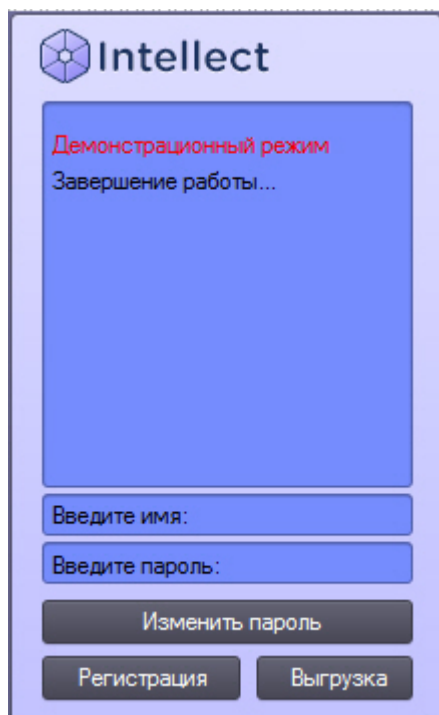 Intellect
Демонстрационный режим
Завершение работы...
Введите имя:
Введите пароль:
Изменить пароль
Регистрация Выгрузка